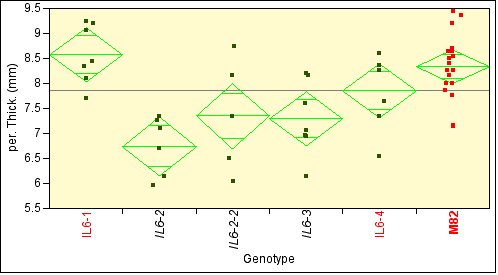 9.5
9
8.5
8
7.5
7
6.5
6
5.5
per. Thick. (mm)
IL6-1
IL6-2
IL6-2-2
IL6-3
IL6-4
M82
Genotype